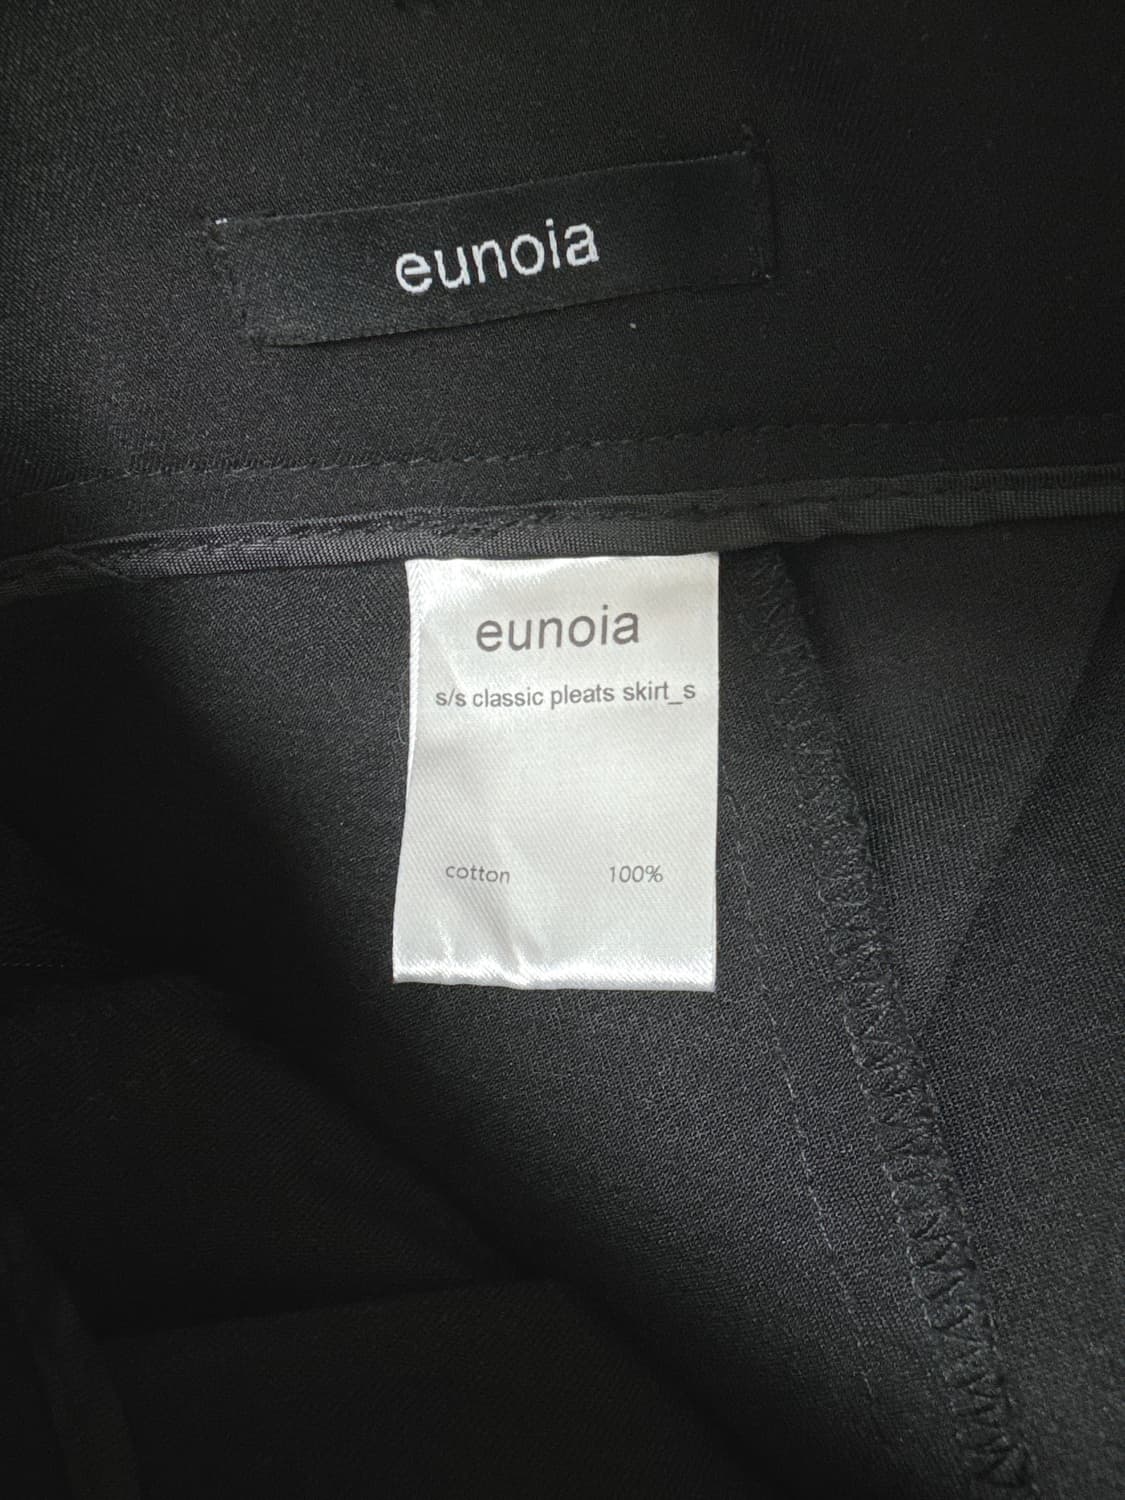 eunoia
eunoia
s/s classic pleats skirt_s
cotton 100%